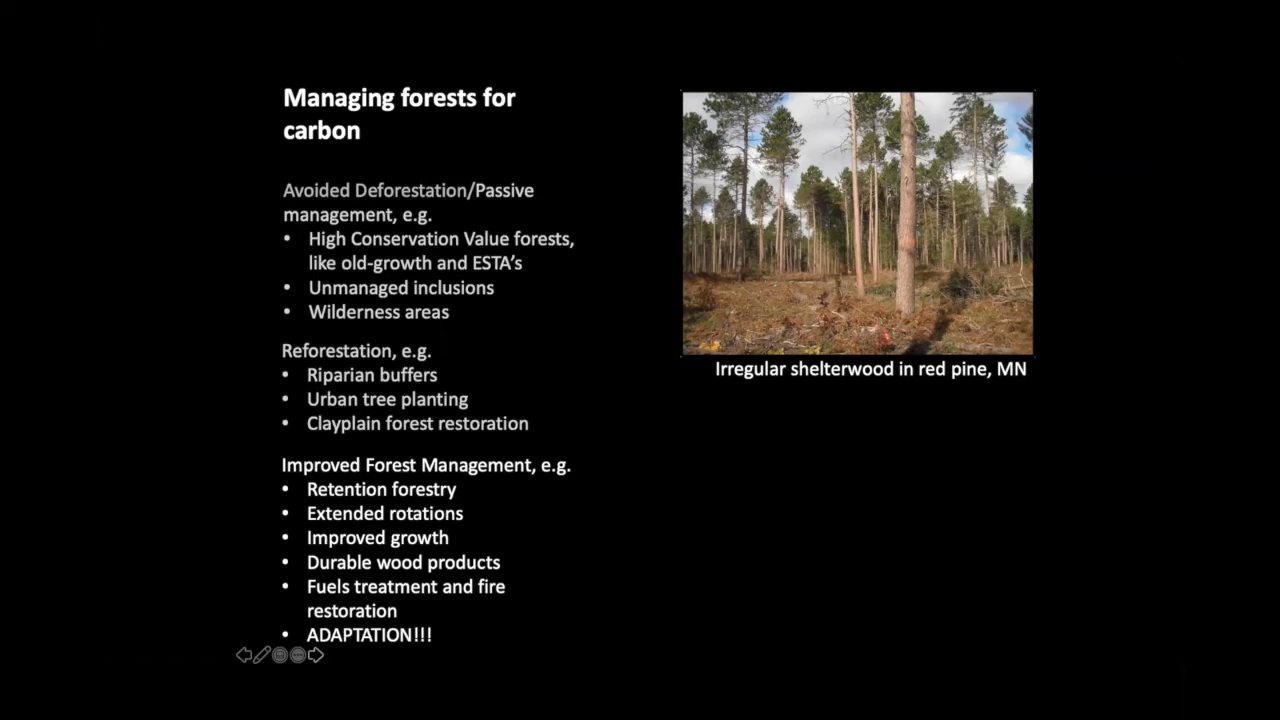 Managing forests for
carbon
Avoided Deforestation/Passive
management, e.g.
• High Conservation Value forests,
like old-growth and ESTA’s
• Unmanaged inclusions
• Wilderness areas
Reforestation, e.g.
• Riparian buffers
• Urban tree planting
• Clayplain forest restoration
Improved Forest Management, e.g.
• Retention forestry
• Extended rotations
• Improved growth
• Durable wood products
• Fuels treatment and fire
restoration
• ADAPTATION!!!
Irregular shelterwood in red pine, MN